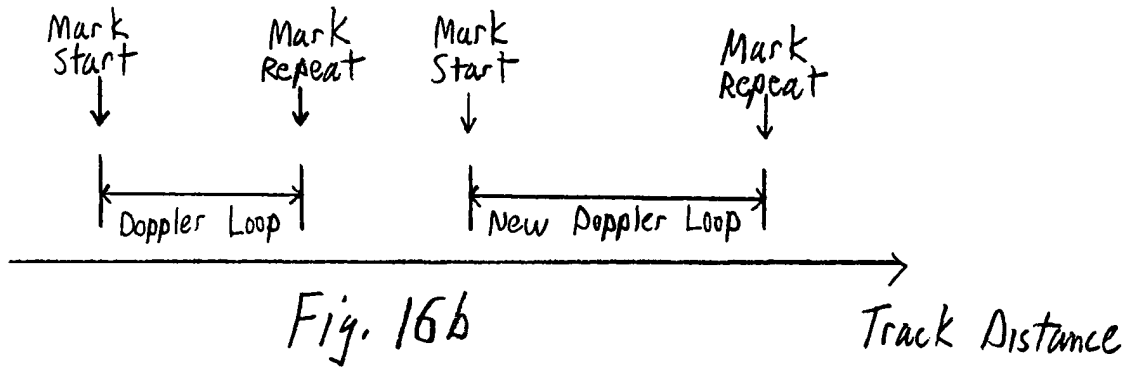 Mark
Start
Mark
Repeat
Mark
Start
Mark
Repeat
Doppler Loop
New Doppler Loop
Fig. 16b
Track Distance